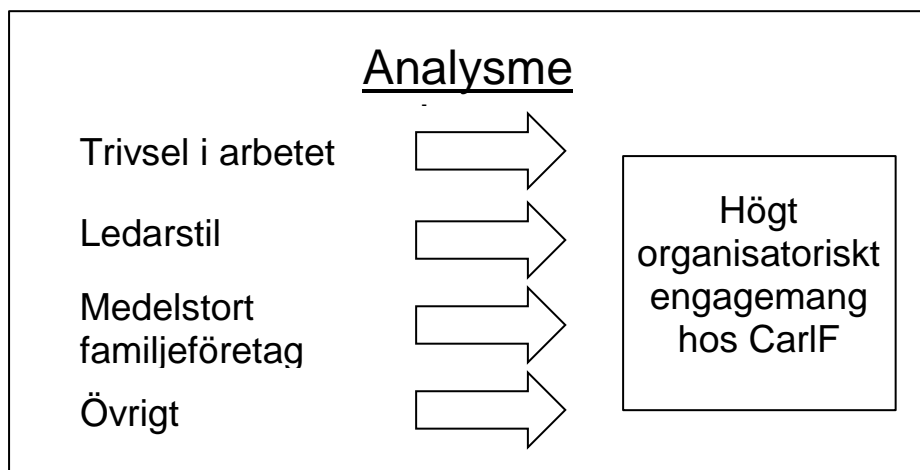 Analysme
Trivsel i arbetet
Ledarstil
Medelstort
familjeföretag
Övrigt
Högt
organisatoriskt
engagemang
hos CarlF